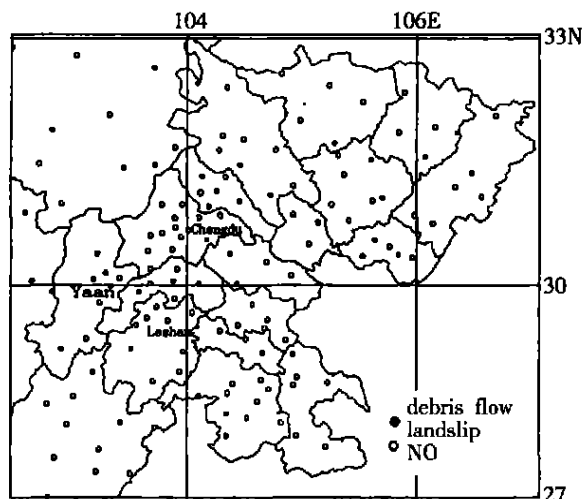 104
106E
33N
Chengdu
30
Yaan
Leshan
debris flow
landslip
NO
27